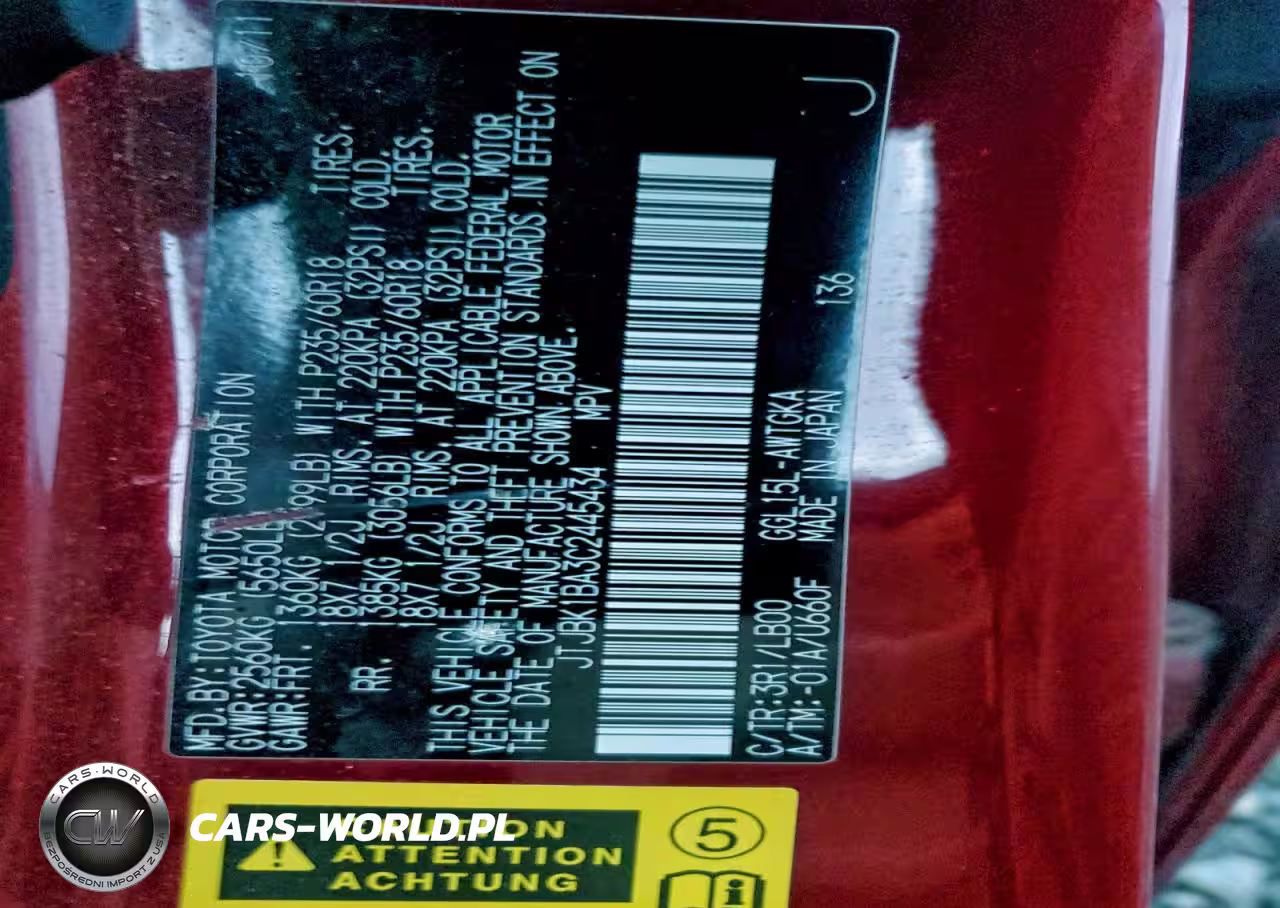 MFD.BY:TOYOTA MOTOR CORPORATION
GVWR:2560KG (5650LB
GAWR:FRT. 1360KG (2999LB) WITH P235/60R18 TIRES.
18X7 1/2J RIMS. AT 220KPA (32PSI) COLD.
RR. 1385KG (3056LB) WITH P235/60R18 TIRES.
18X7 1/2J RIMS. AT 220KPA (32PSI) COLD.
THIS VEHICLE CONFORMS TO ALL APPLICABLE FEDERAL MOTOR
VEHICLE SAFETY AND THEFT PREVENTION STANDARDS IN EFFECT ON
THE DATE OF MANUFACTURE SHOWN ABOVE.
JTJBK1BA3C2445434 MPV
J
C/TR:3R1/LB00 GGL15L-AWTGKA
A/TM:-01A/U660F MADE IN JAPAN 136
ATTENTION
ACHTUNG
5
i
CARS-WORLD.PL
CARS-WORLD
CW
BEZPOŚREDNI IMPORT Z USA